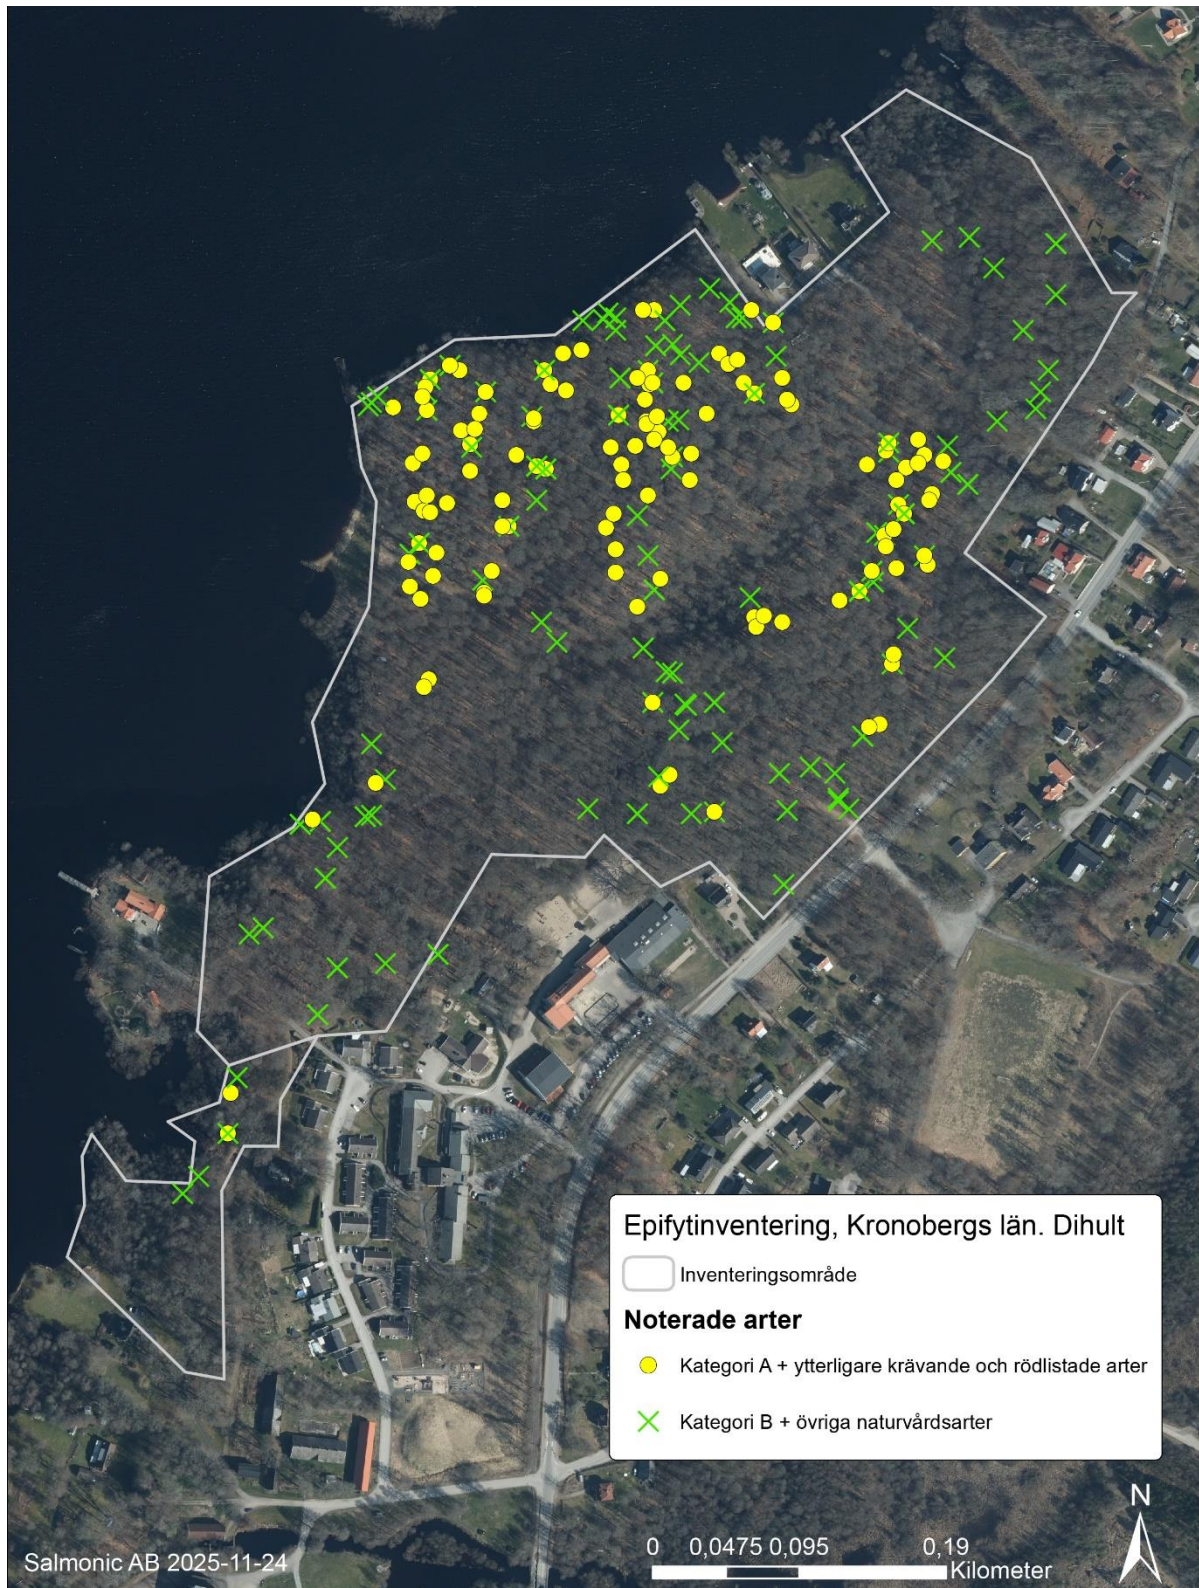 Epifytinventering, Kronobergs län. Dihult
Inventeringsområde
Noterade arter
Kategori A + ytterligare krävande och rödlistade arter
Kategori B + övriga naturvårdsarter
N
0 0,0475 0,095 0,19
Kilometer
Salmonic AB 2025-11-24